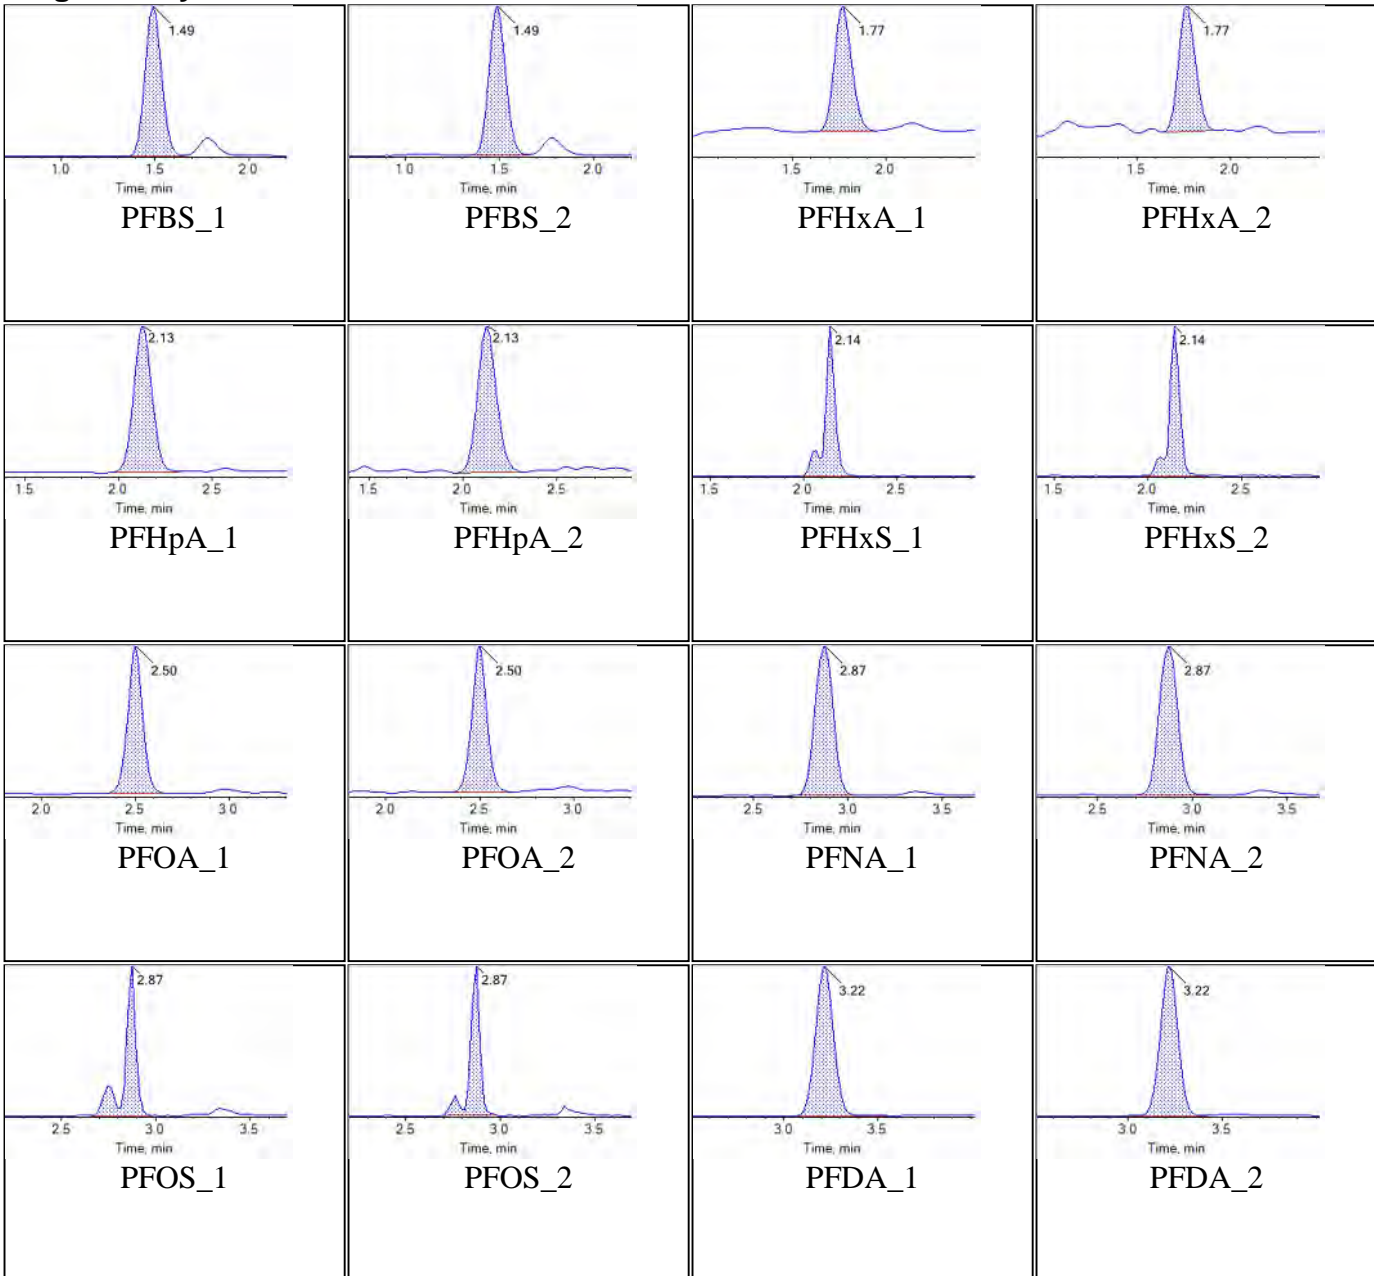 1.49 1.49 1.77 1.77
1.0 1.5 2.0 1.0 1.5 2.0 1.5 2.0 1.5 2.0
Time, min Time, min Time, min Time, min
PFBS_1 PFBS_2 PFHxA_1 PFHxA_2
2.13 2.13 2.14 2.14
1.5 2.0 2.5 1.5 2.0 2.5 1.5 2.0 2.5 1.5 2.0 2.5
Time, min Time, min Time, min Time, min
PFHpA_1 PFHpA_2 PFHxS_1 PFHxS_2
2.50 2.50 2.87 2.87
2.0 2.5 3.0 2.0 2.5 3.0 2.5 3.0 3.5 2.5 3.0 3.5
Time, min Time, min Time, min Time, min
PFOA_1 PFOA_2 PFNA_1 PFNA_2
2.87 2.87 3.22 3.22
2.5 3.0 3.5 2.5 3.0 3.5 3.0 3.5 3.0 3.5
Time, min Time, min Time, min Time, min
PFOS_1 PFOS_2 PFDA_1 PFDA_2